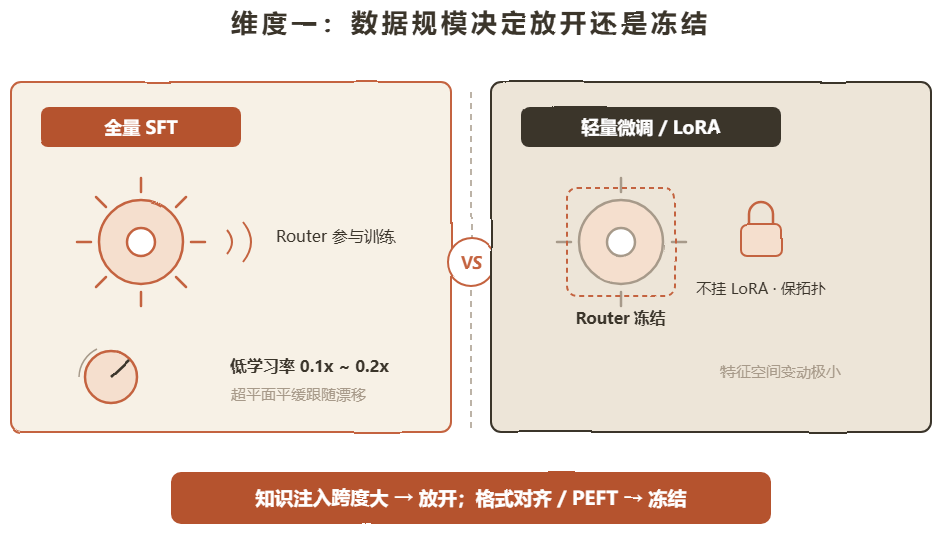 维度一：数据规模决定放开还是冻结
全量 SFT
Router 参与训练
低学习率 0.1x ~ 0.2x
超平面平缓跟随漂移
VS
轻量微调 / LoRA
不挂 LoRA · 保拓扑
Router 冻结
特征空间变动极小
知识注入跨度大 → 放开；格式对齐 / PEFT → 冻结